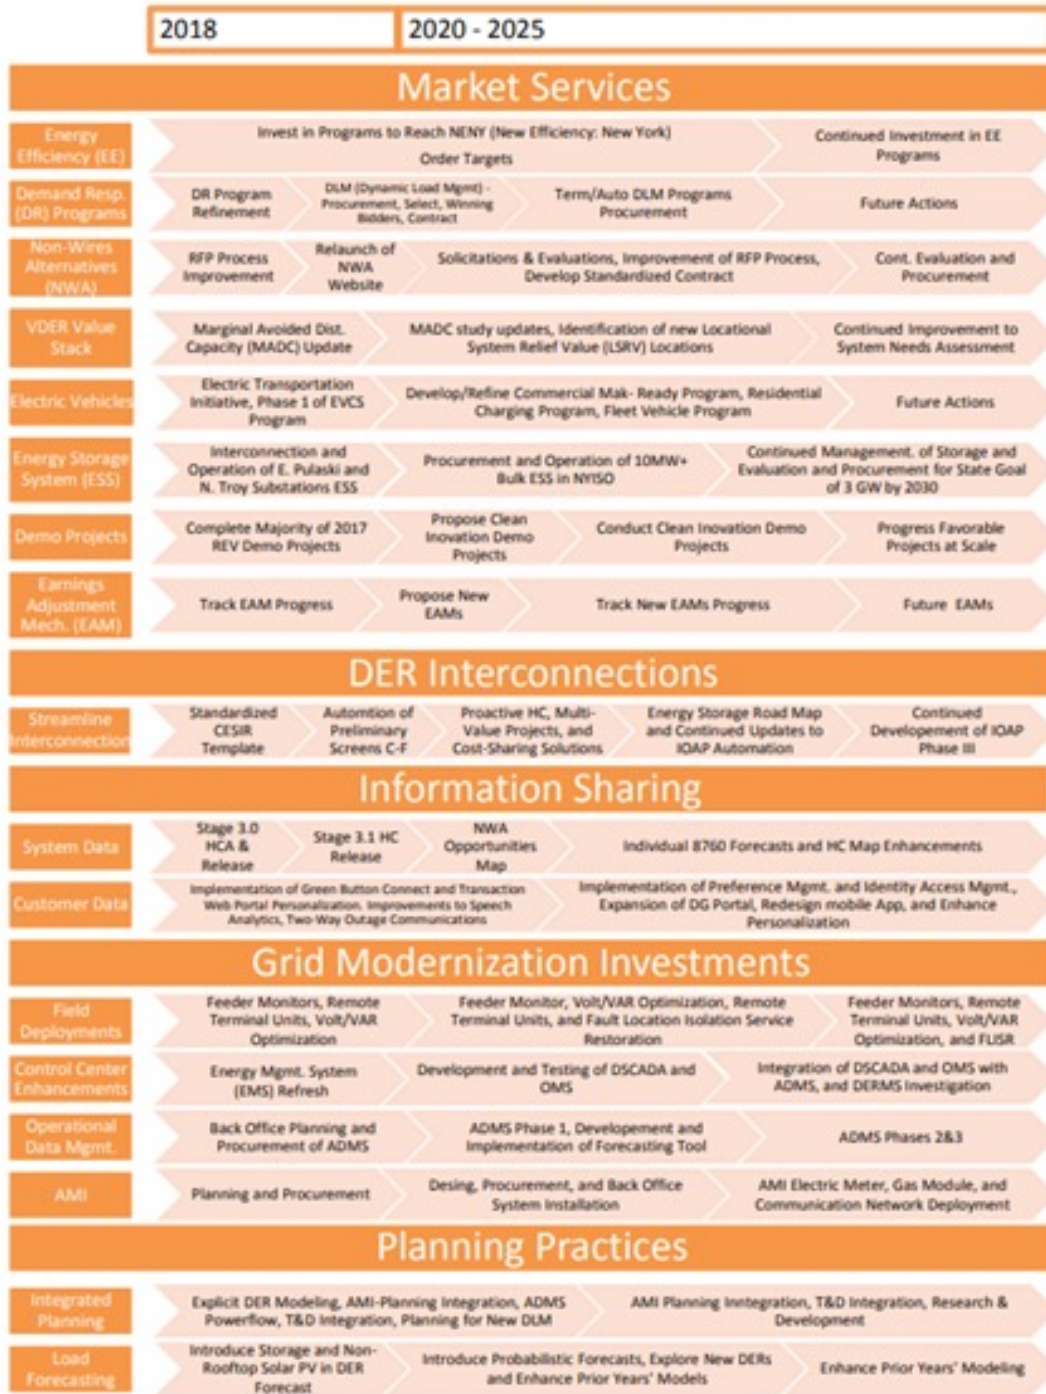 2018
2020 - 2025
Market Services
Energy
Efficiency (EE)
Invest in Programs to Reach NENY (New Efficiency: New York)
Order Targets
Continued Investment in EE
Programs
Demand Resp.
(DR) Programs
DR Program
Refinement
DLM (Dynamic Load Mgmt) -
Procurement, Select, Winning
Bidders, Contract
Term/Auto DLM Programs
Procurement
Future Actions
Non-Wires
Alternatives
(NWA)
RFP Process
Improvement
Relaunch of
NWA
Website
Solicitations & Evaluations, Improvement of RFP Process,
Develop Standardized Contract
Cont. Evaluation and
Procurement
VDER Value
Stack
Marginal Avoided Dist.
Capacity (MADC) Update
MADC study updates, Identification of new Locational
System Relief Value (LSRV) Locations
Continued Improvement to
System Needs Assessment
Electric Vehicles
Electric Transportation
Initiative, Phase 1 of EVCS
Program
Develop/Refine Commercial Mak- Ready Program, Residential
Charging Program, Fleet Vehicle Program
Future Actions
Energy Storage
System (ESS)
Interconnection and
Operation of E. Pulaski and
N. Troy Substations ESS
Procurement and Operation of 10MW+
Bulk ESS in NYISO
Continued Management. of Storage and
Evaluation and Procurement for State Goal
of 3 GW by 2030
Demo Projects
Complete Majority of 2017
REV Demo Projects
Propose Clean
Inovation Demo
Projects
Conduct Clean Inovation Demo
Projects
Progress Favorable
Projects at Scale
Earnings
Adjustment
Mech. (EAM)
Track EAM Progress
Propose New
EAMs
Track New EAMs Progress
Future EAMs
DER Interconnections
Streamline
Interconnection
Standardized
CESIR
Template
Automtion of
Preliminary
Screens C-F
Proactive HC, Multi-
Value Projects, and
Cost-Sharing Solutions
Energy Storage Road Map
and Continued Updates to
IOAP Automation
Continued
Developement of IOAP
Phase III
Information Sharing
System Data
Stage 3.0
HCA &
Release
Stage 3.1 HC
Release
NWA
Opportunities
Map
Individual 8760 Forecasts and HC Map Enhancements
Customer Data
Implementation of Green Button Connect and Transaction
Web Portal Personalization. Improvements to Speech
Analytics, Two-Way Outage Communications
Implementation of Preference Mgmt. and Identity Access Mgmt.,
Expansion of DG Portal, Redesign mobile App, and Enhance
Personalization
Grid Modernization Investments
Field
Deployments
Feeder Monitors, Remote
Terminal Units, Volt/VAR
Optimization
Feeder Monitor, Volt/VAR Optimization, Remote
Terminal Units, and Fault Location Isolation Service
Restoration
Feeder Monitors, Remote
Terminal Units, Volt/VAR
Optimization, and FLISR
Control Center
Enhancements
Energy Mgmt. System
(EMS) Refresh
Development and Testing of DSCADA and
OMS
Integration of DSCADA and OMS with
ADMS, and DERMS Investigation
Operational
Data Mgmt.
Back Office Planning and
Procurement of ADMS
ADMS Phase 1, Developement and
Implementation of Forecasting Tool
ADMS Phases 2&3
AMI
Planning and Procurement
Desing, Procurement, and Back Office
System Installation
AMI Electric Meter, Gas Module, and
Communication Network Deployment
Planning Practices
Integrated
Planning
Explicit DER Modeling, AMI-Planning Integration, ADMS
Powerflow, T&D Integration, Planning for New DLM
AMI Planning Inntegration, T&D Integration, Research &
Development
Load
Forecasting
Introduce Storage and Non-
Rooftop Solar PV in DER
Forecast
Introduce Probabilistic Forecasts, Explore New DERs
and Enhance Prior Years' Models
Enhance Prior Years' Modeling